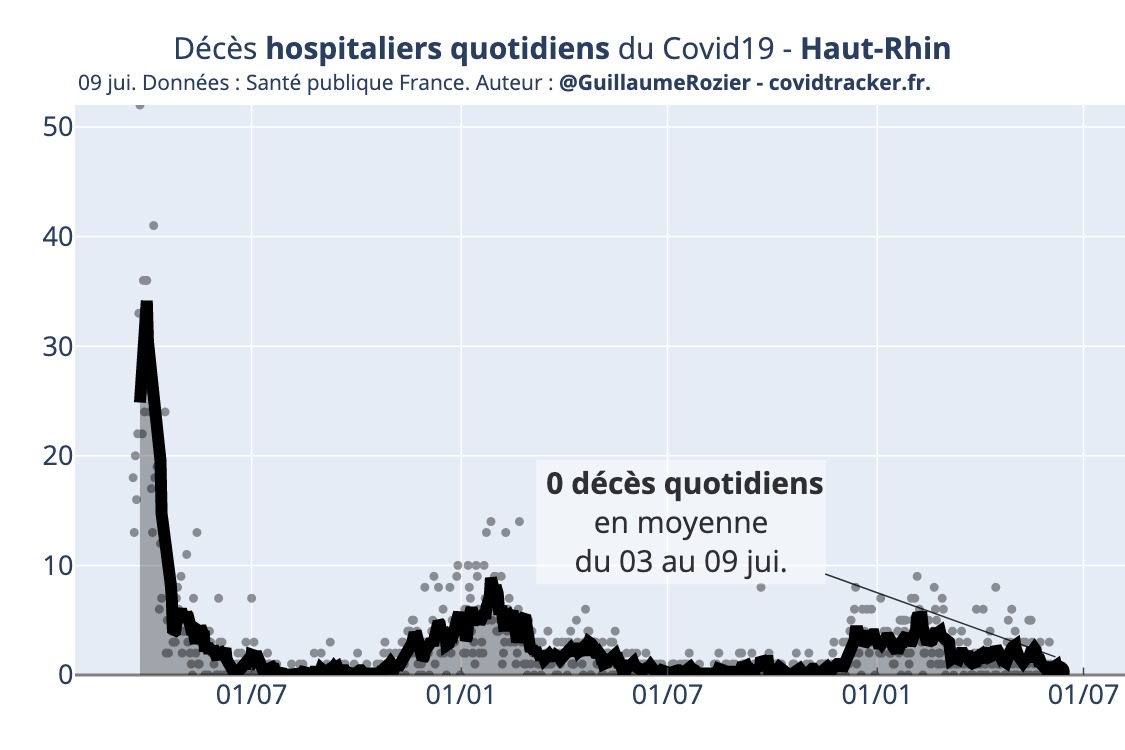 Décès hospitaliers quotidiens du Covid19 - Haut-Rhin
09 jui. Données : Santé publique France. Auteur : @GuillaumeRozier - covidtracker.fr.
50
40
30
20
10
0
0 décès quotidiens
en moyenne
du 03 au 09 jui.
01/07
01/01
01/07
01/01
01/07